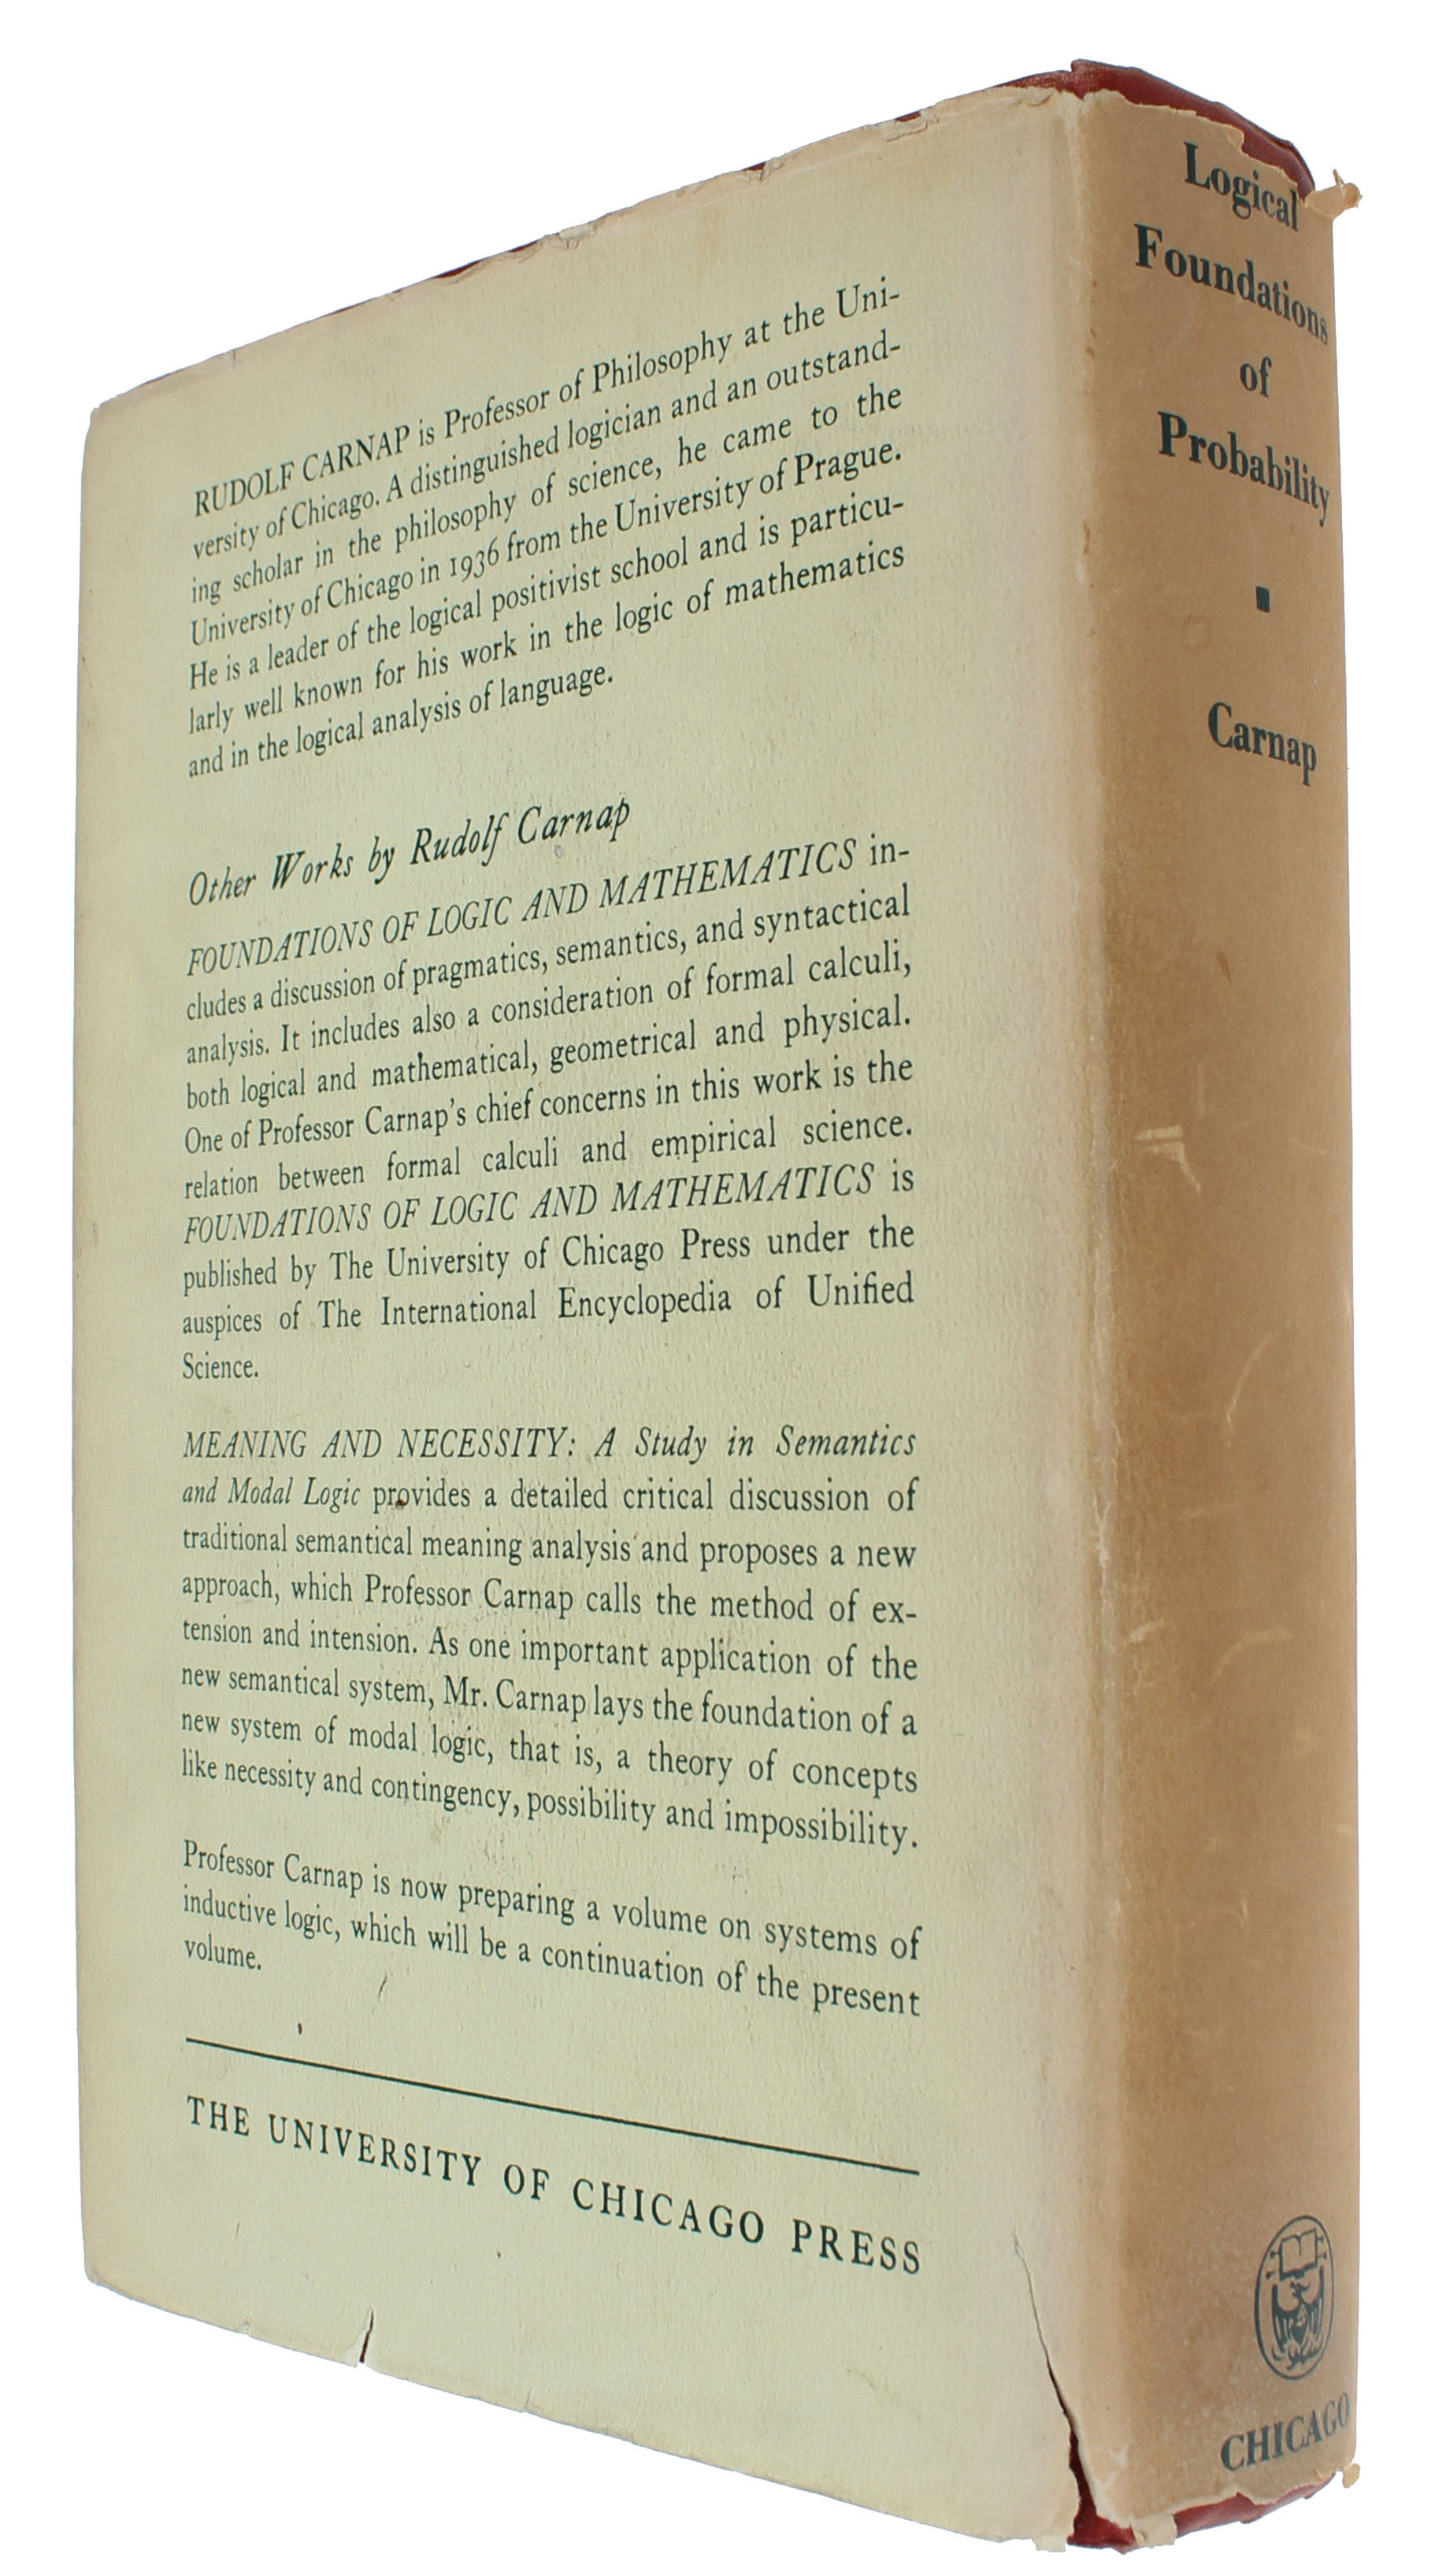 RUDOLF CARNAP is Professor of Philosophy at the Uni-
versity of Chicago. A distinguished logician and an outstand-
ing scholar in the philosophy of science, he came to the
University of Chicago in 1936 from the University of Prague.
He is a leader of the logical positivist school and is particu-
larly well known for his work in the logic of mathematics
and in the logical analysis of language.
Other Works by Rudolf Carnap
FOUNDATIONS OF LOGIC AND MATHEMATICS in-
cludes a discussion of pragmatics, semantics, and syntactical
analysis. It includes also a consideration of formal calculi,
both logical and mathematical, geometrical and physical.
One of Professor Carnap's chief concerns in this work is the
relation between formal calculi and empirical science.
FOUNDATIONS OF LOGIC AND MATHEMATICS is
published by The University of Chicago Press under the
auspices of The International Encyclopedia of Unified
Science.
MEANING AND NECESSITY: A Study in Semantics
and Modal Logic provides a detailed critical discussion of
traditional semantical meaning analysis and proposes a new
approach, which Professor Carnap calls the method of ex-
tension and intension. As one important application of the
new semantical system, Mr. Carnap lays the foundation of a
new system of modal logic, that is, a theory of concepts
like necessity and contingency, possibility and impossibility.
Professor Carnap is now preparing a volume on systems of
inductive logic, which will be a continuation of the present
volume.
THE UNIVERSITY OF CHICAGO PRESS
Logical
Foundations
of
Probability
Carnap
CHICAGO